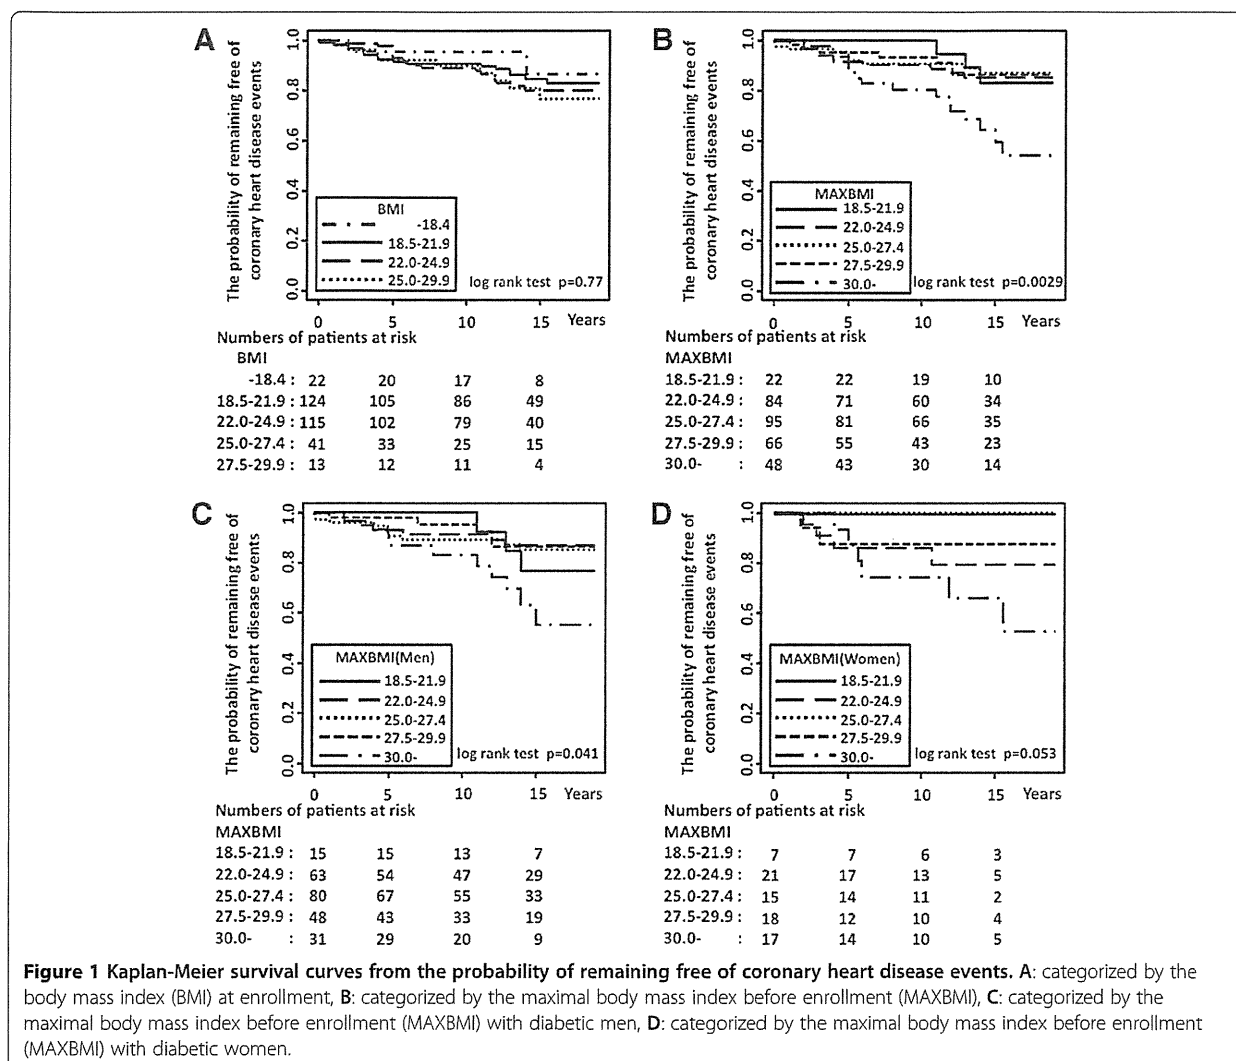 A
The probability of remaining free of
coronary heart disease events
1.0
0.8
0.6
0.4
0.2
0.0
BMI
-18.4
18.5-21.9
22.0-24.9
25.0-29.9
log rank test p=0.77
0 5 10 15 Years
Numbers of patients at risk
BMI
-18.4 : 22 20 17 8
18.5-21.9 : 124 105 86 49
22.0-24.9 : 115 102 79 40
25.0-27.4 : 41 33 25 15
27.5-29.9 : 13 12 11 4
B
The probability of remaining free of
coronary heart disease events
1.0
0.8
0.6
0.4
0.2
0.0
MAXBMI
18.5-21.9
22.0-24.9
25.0-27.4
27.5-29.9
30.0-
log rank test p=0.0029
0 5 10 15 Years
Numbers of patients at risk
MAXBMI
18.5-21.9 : 22 22 19 10
22.0-24.9 : 84 71 60 34
25.0-27.4 : 95 81 66 35
27.5-29.9 : 66 55 43 23
30.0- : 48 43 30 14
C
The probability of remaining free of
coronary heart disease events
1.0
0.8
0.6
0.4
0.2
0.0
MAXBMI(Men)
18.5-21.9
22.0-24.9
25.0-27.4
27.5-29.9
30.0-
log rank test p=0.041
0 5 10 15 Years
Numbers of patients at risk
MAXBMI
18.5-21.9 : 15 15 13 7
22.0-24.9 : 63 54 47 29
25.0-27.4 : 80 67 55 33
27.5-29.9 : 48 43 33 19
30.0- : 31 29 20 9
D
The probability of remaining free of
coronary heart disease events
1.0
0.8
0.6
0.4
0.2
0.0
MAXBMI(Women)
18.5-21.9
22.0-24.9
25.0-27.4
27.5-29.9
30.0-
log rank test p=0.053
0 5 10 15 Years
Numbers of patients at risk
MAXBMI
18.5-21.9 : 7 7 6 3
22.0-24.9 : 21 17 13 5
25.0-27.4 : 15 14 11 2
27.5-29.9 : 18 12 10 4
30.0- : 17 14 10 5
Figure 1 Kaplan-Meier survival curves from the probability of remaining free of coronary heart disease events. A: categorized by the
body mass index (BMI) at enrollment, B: categorized by the maximal body mass index before enrollment (MAXBMI), C: categorized by the
maximal body mass index before enrollment (MAXBMI) with diabetic men, D: categorized by the maximal body mass index before enrollment
(MAXBMI) with diabetic women.